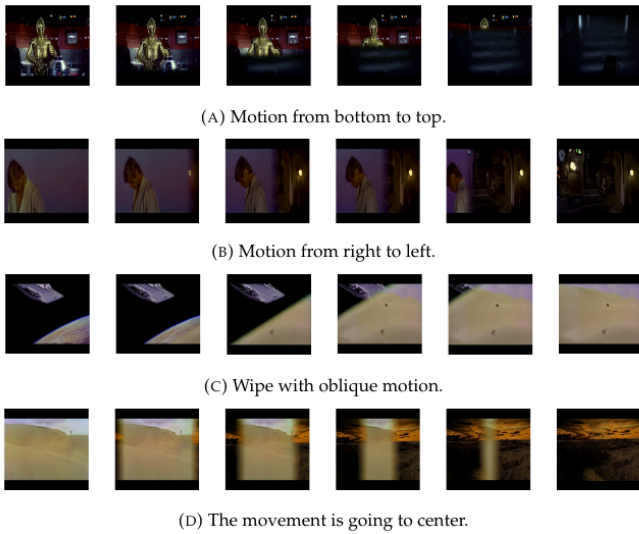 (A) Motion from bottom to top.
(B) Motion from right to left.
(C) Wipe with oblique motion.
(D) The movement is going to center.